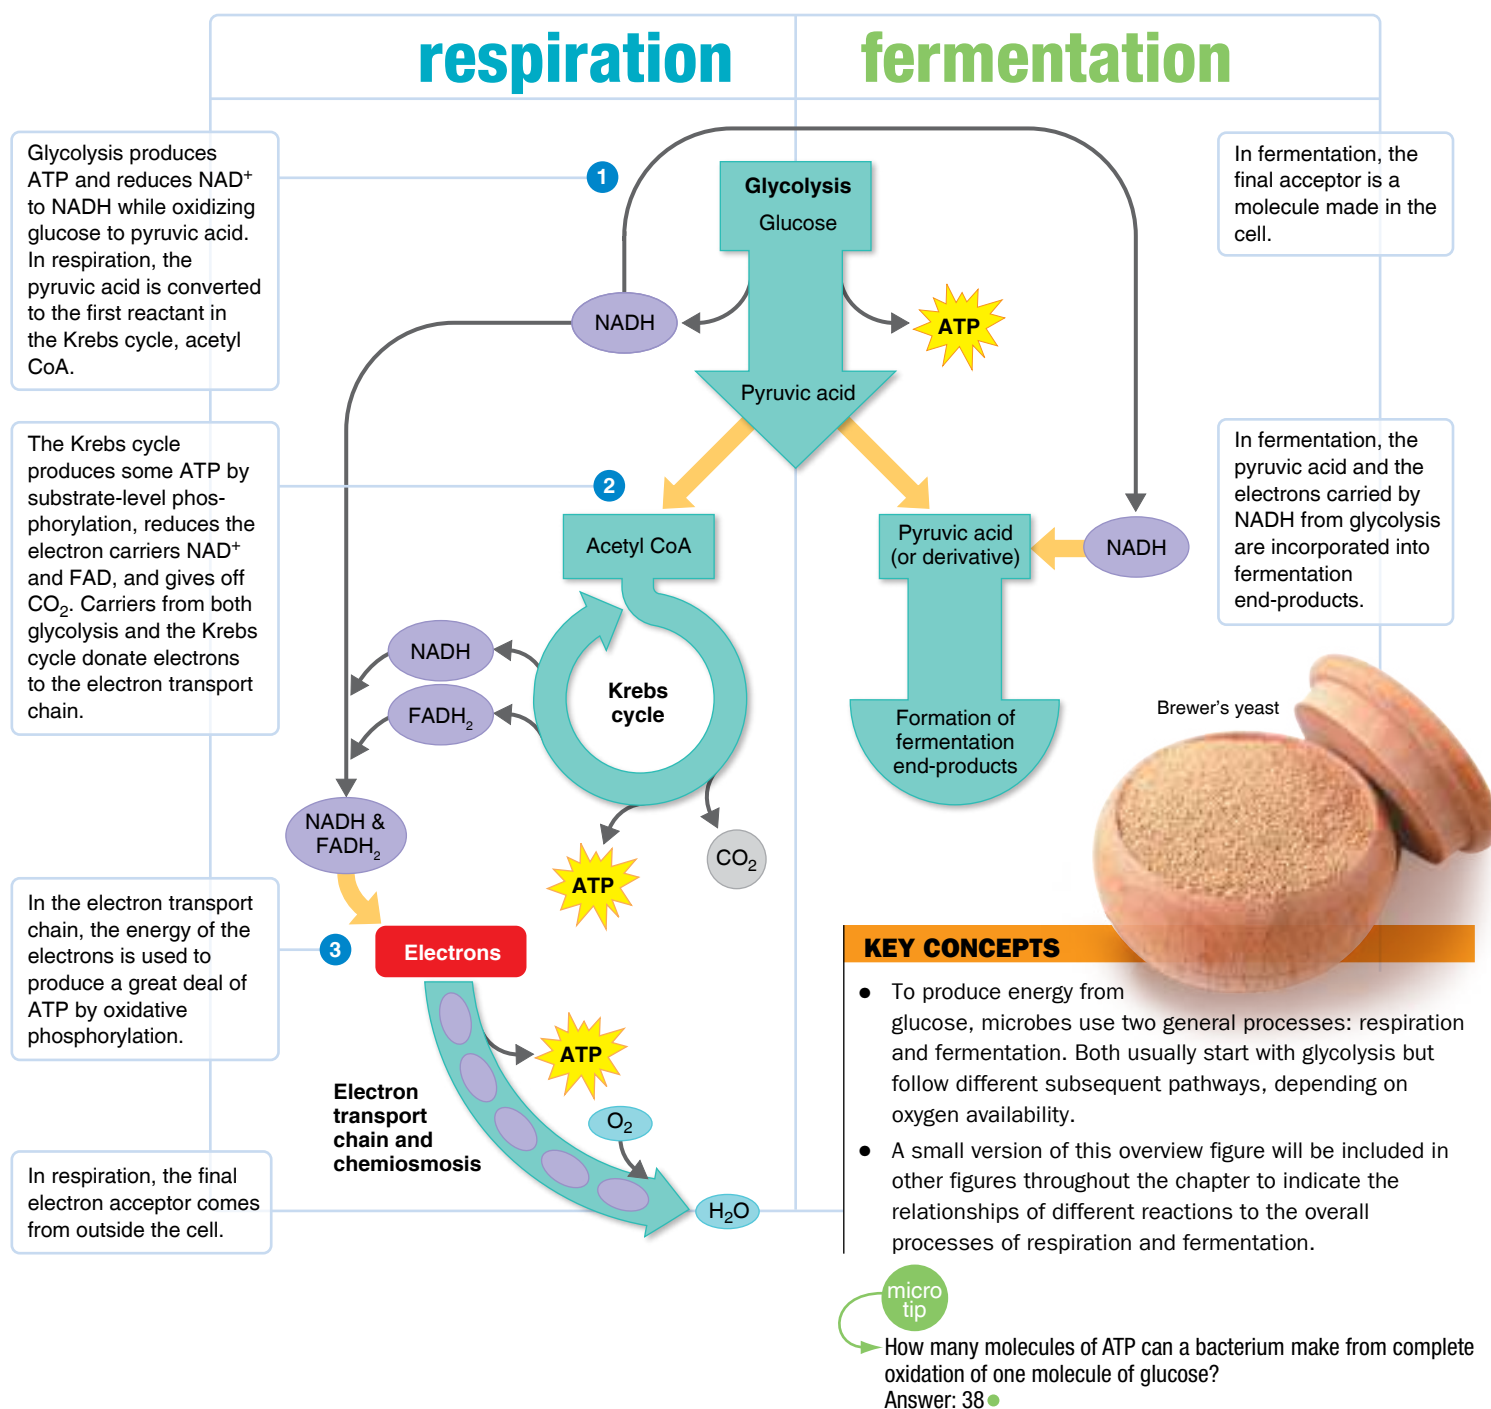 respiration
fermentation
Glycolysis produces
ATP and reduces NAD⁺
to NADH while oxidizing
glucose to pyruvic acid.
In respiration, the
pyruvic acid is converted
to the first reactant in
the Krebs cycle, acetyl
CoA.
1
Glycolysis
Glucose
NADH
ATP
Pyruvic acid
In fermentation, the
final acceptor is a
molecule made in the
cell.
The Krebs cycle
produces some ATP by
substrate-level phos-
phorylation, reduces the
electron carriers NAD⁺
and FAD, and gives off
CO₂. Carriers from both
glycolysis and the Krebs
cycle donate electrons
to the electron transport
chain.
2
Acetyl CoA
NADH
FADH₂
Krebs
cycle
NADH &
FADH₂
ATP
CO₂
Pyruvic acid
(or derivative)
NADH
Formation of
fermentation
end-products
In fermentation, the
pyruvic acid and the
electrons carried by
NADH from glycolysis
are incorporated into
fermentation
end-products.
Brewer's yeast
In the electron transport
chain, the energy of the
electrons is used to
produce a great deal of
ATP by oxidative
phosphorylation.
3
Electrons
ATP
Electron
transport
chain and
chemiosmosis
O₂
H₂O
In respiration, the final
electron acceptor comes
from outside the cell.
KEY CONCEPTS
● To produce energy from
glucose, microbes use two general processes: respiration
and fermentation. Both usually start with glycolysis but
follow different subsequent pathways, depending on
oxygen availability.
● A small version of this overview figure will be included in
other figures throughout the chapter to indicate the
relationships of different reactions to the overall
processes of respiration and fermentation.
micro
tip
How many molecules of ATP can a bacterium make from complete
oxidation of one molecule of glucose?
Answer: 38